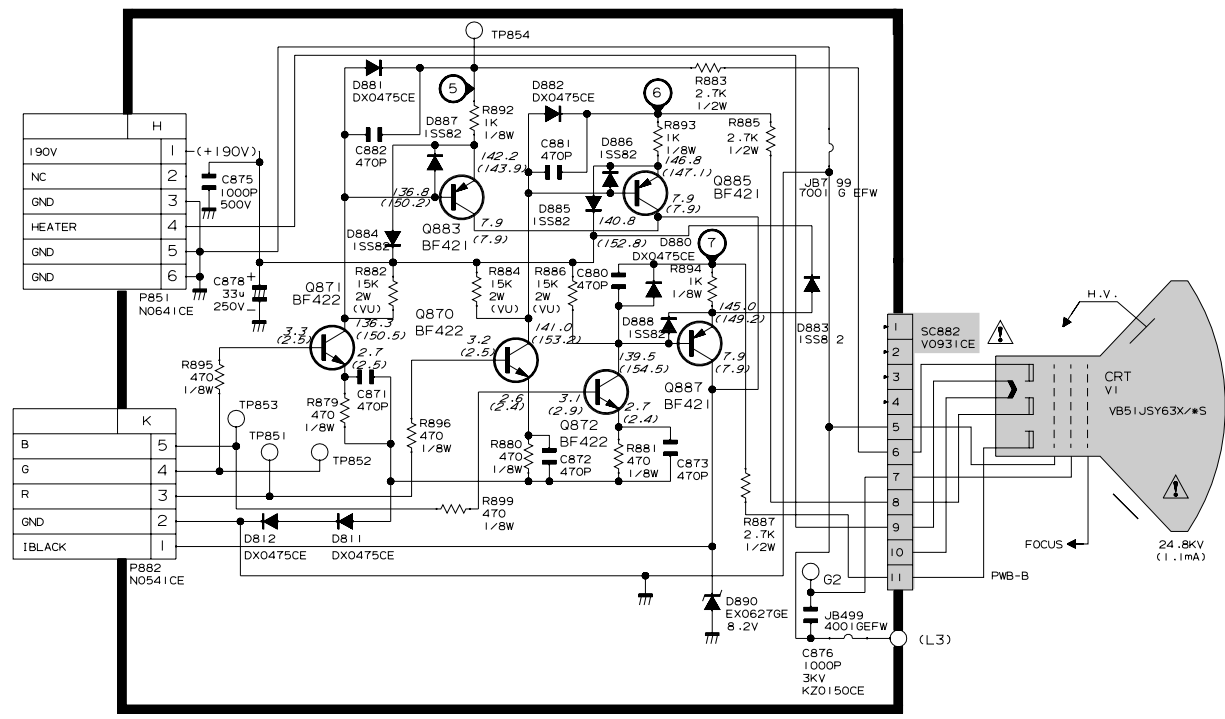 TP854
H
190V
1
(+190V)
NC
2
GND
3
HEATER
4
GND
5
GND
6
P851
N0641CE
C875
1000P
500V
C878
+
33u
250V
−
D881
DX0475CE
D887
1SS82
C882
470P
5
R892
1K
1/8W
142.2
(143.9)
136.8
(150.2)
Q883
BF421
7.9
(7.9)
D884
1SS82
D882
DX0475CE
C881
470P
D886
1SS82
6
R893
1K
1/8W
146.8
(147.1)
Q885
BF421
7.9
(7.9)
D885
1SS82
140.8
(152.8)
R883
2.7K
1/2W
R885
2.7K
1/2W
JB7 99
7001 G EFW
D880
DX0475CE
7
C880
470P
R894
1K
1/8W
145.0
(149.2)
D888
1SS82
D883
1SS8 2
7.9
(7.9)
Q887
BF421
R882
15K
2W
(VU)
R884
15K
2W
(VU)
R886
15K
2W
(VU)
Q871
BF422
136.3
(150.5)
3.3
(2.5)
2.7
(2.5)
Q870
BF422
141.0
(153.2)
3.2
(2.5)
2.6
(2.4)
139.5
(154.5)
3.1
(2.9)
2.7
(2.4)
Q872
BF422
R895
470
1/8W
C871
470P
R879
470
1/8W
R896
470
1/8W
R880
470
1/8W
C872
470P
R881
470
1/8W
C873
470P
R899
470
1/8W
R887
2.7K
1/2W
TP853
TP851
TP852
K
B
5
G
4
R
3
GND
2
IBLACK
1
P882
N0541CE
D812
DX0475CE
D811
DX0475CE
D890
EX0627GE
8.2V
G2
JB499
4001GEFW
C876
1000P
3KV
KZ0150CE
(L3)
1
2
3
4
5
6
7
8
9
10
11
SC882
V0931CE
!
H.V.
CRT
V1
VB51JSY63X/*S
!
24.8KV
(1.1mA)
FOCUS
PWB-B